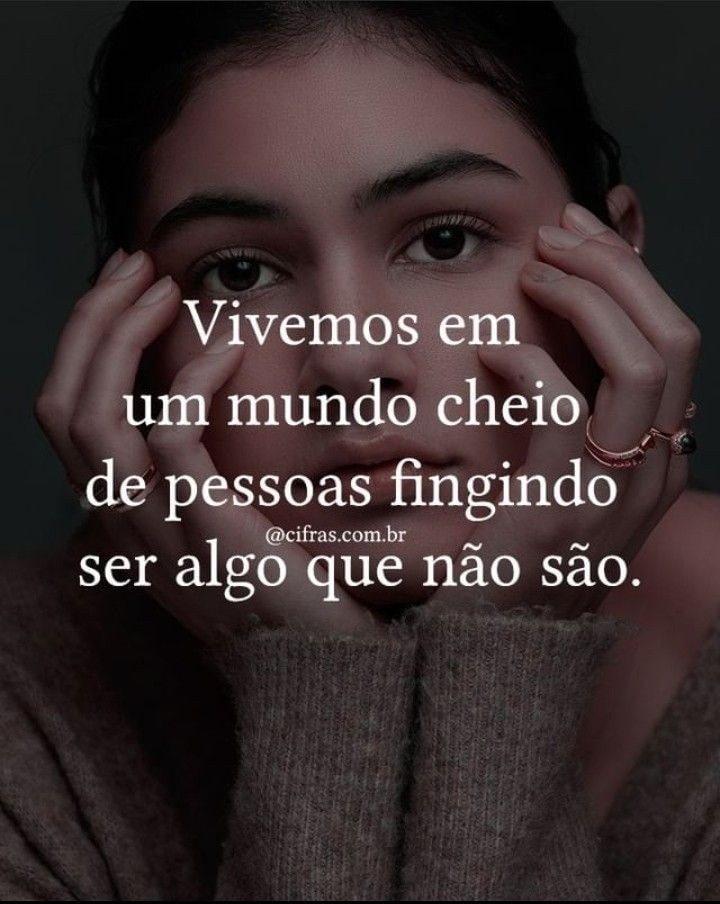 Vivemos em
um mundo cheio
de pessoas fingindo
@cifras.com.br
ser algo que não são.